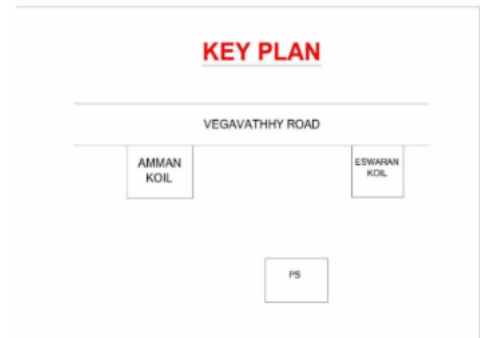 KEY PLAN
VEGAVATHHY ROAD
AMMAN
KOIL
ESWARAN
KOIL
PS